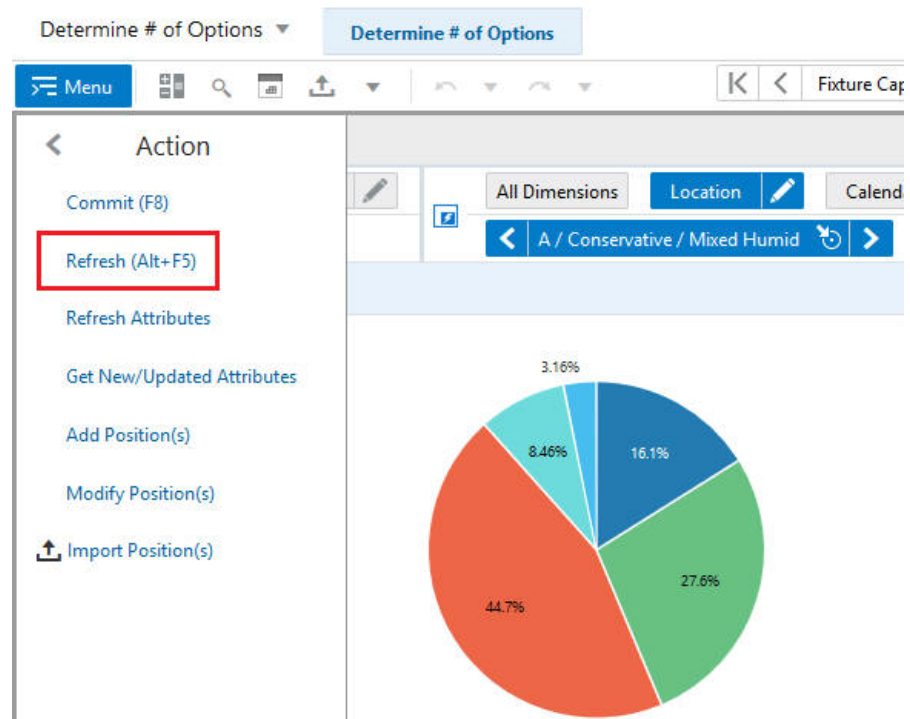 Determine # of Options
Determine # of Options
Menu
Fixture Cap
Action
Commit (F8)
Refresh (Alt+F5)
Refresh Attributes
Get New/Updated Attributes
Add Position(s)
Modify Position(s)
Import Position(s)
All Dimensions
Location
Calend
A / Conservative / Mixed Humid
3.16%
8.46%
16.1%
27.6%
44.7%